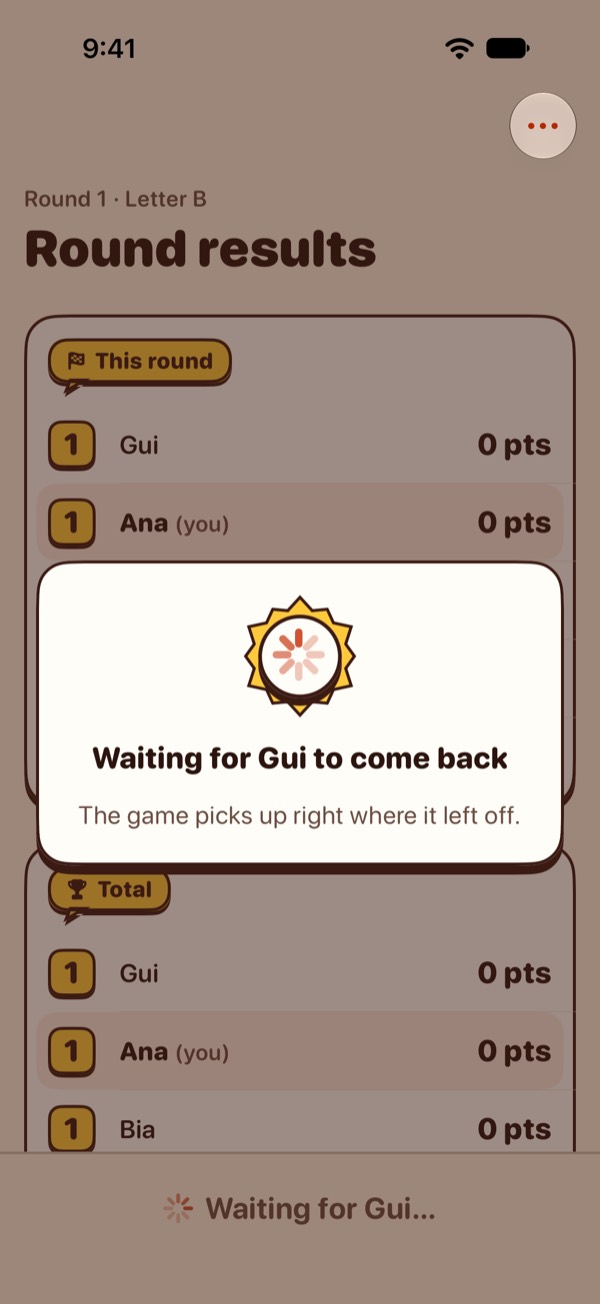 9:41
Round 1 · Letter B
Round results
This round
1 Gui 0 pts
1 Ana (you) 0 pts
Waiting for Gui to come back
The game picks up right where it left off.
Total
1 Gui 0 pts
1 Ana (you) 0 pts
1 Bia 0 pts
Waiting for Gui...